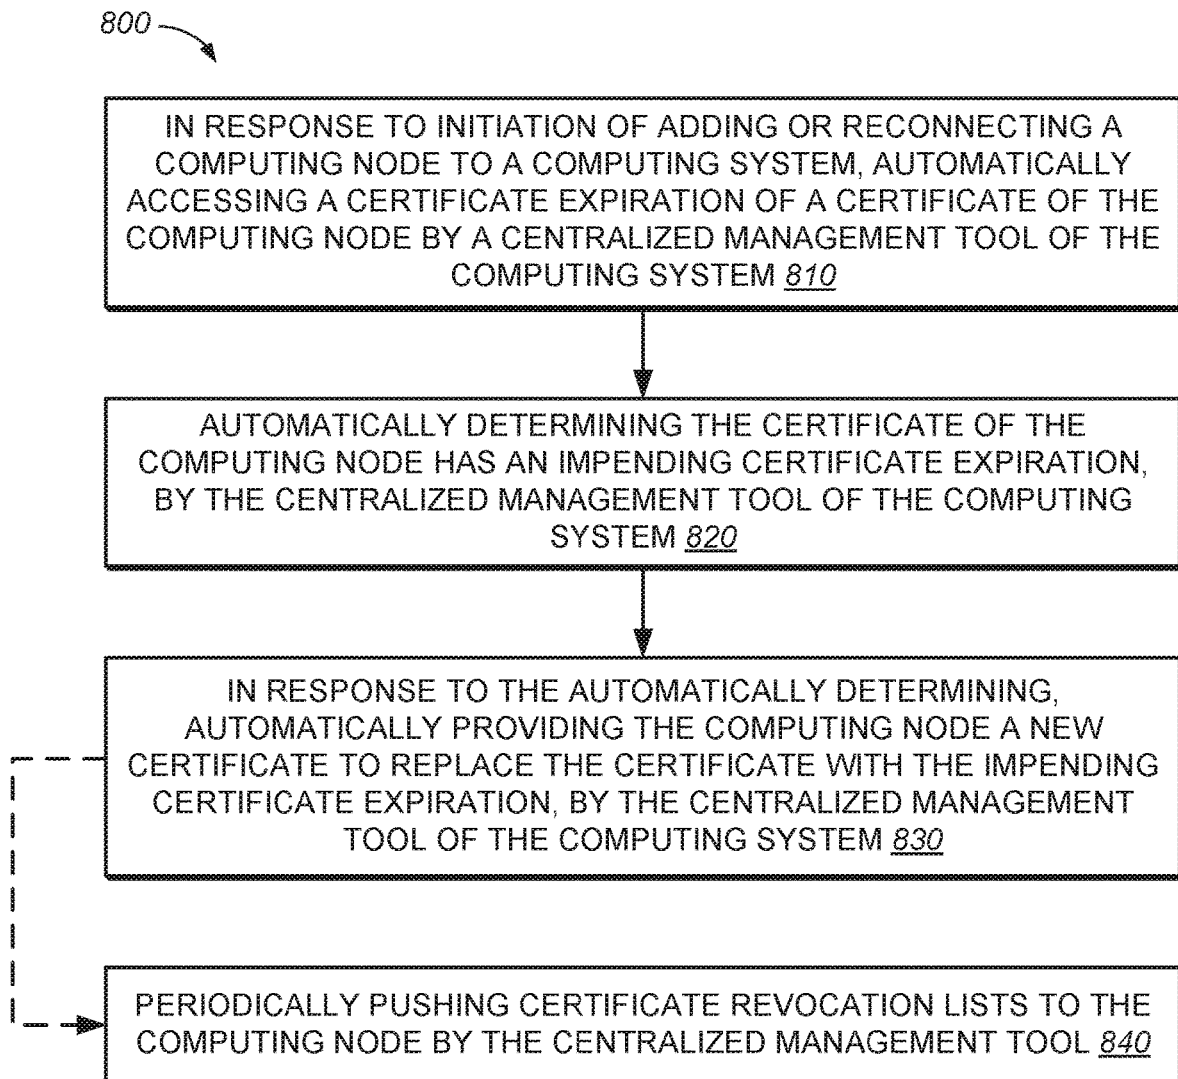 800
IN RESPONSE TO INITIATION OF ADDING OR RECONNECTING A
COMPUTING NODE TO A COMPUTING SYSTEM, AUTOMATICALLY
ACCESSING A CERTIFICATE EXPIRATION OF A CERTIFICATE OF THE
COMPUTING NODE BY A CENTRALIZED MANAGEMENT TOOL OF THE
COMPUTING SYSTEM 810
AUTOMATICALLY DETERMINING THE CERTIFICATE OF THE
COMPUTING NODE HAS AN IMPENDING CERTIFICATE EXPIRATION,
BY THE CENTRALIZED MANAGEMENT TOOL OF THE COMPUTING
SYSTEM 820
IN RESPONSE TO THE AUTOMATICALLY DETERMINING,
AUTOMATICALLY PROVIDING THE COMPUTING NODE A NEW
CERTIFICATE TO REPLACE THE CERTIFICATE WITH THE IMPENDING
CERTIFICATE EXPIRATION, BY THE CENTRALIZED MANAGEMENT
TOOL OF THE COMPUTING SYSTEM 830
PERIODICALLY PUSHING CERTIFICATE REVOCATION LISTS TO THE
COMPUTING NODE BY THE CENTRALIZED MANAGEMENT TOOL 840